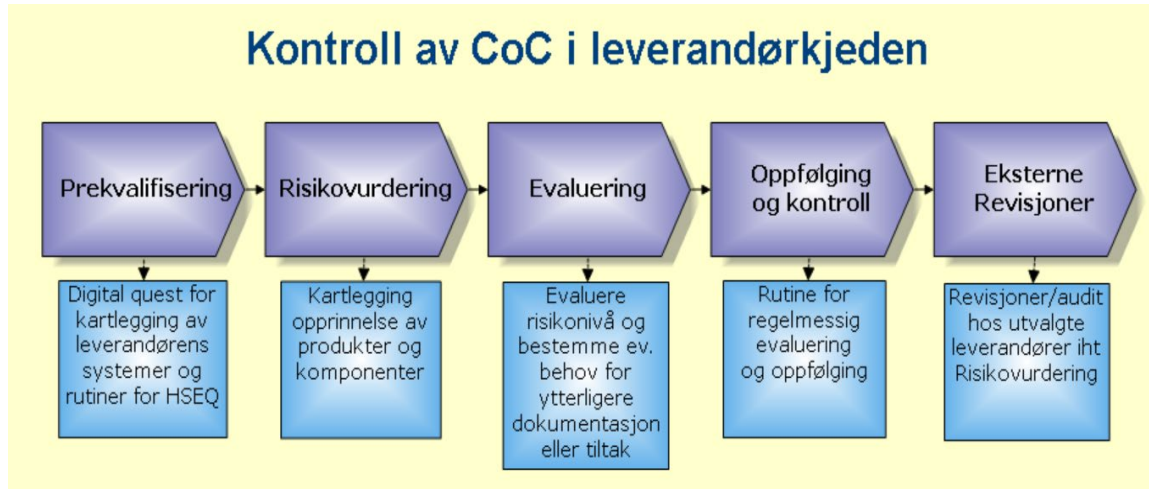 Kontroll av CoC i leverandørkjeden
Prekvalifisering
Risikovurdering
Evaluering
Oppfølging
og kontroll
Eksterne
Revisjoner
Digital quest for
kartlegging av
leverandørens
systemer og
rutiner for HSEQ
Kartlegging
opprinnelse av
produkter og
komponenter
Evaluere
risikonivå og
bestemme ev.
behov for
ytterligere
dokumentasjon
eller tiltak
Rutine for
regelmessig
evaluering
og oppfølging
Revisjoner/audit
hos utvalgte
leverandører iht
Risikovurdering